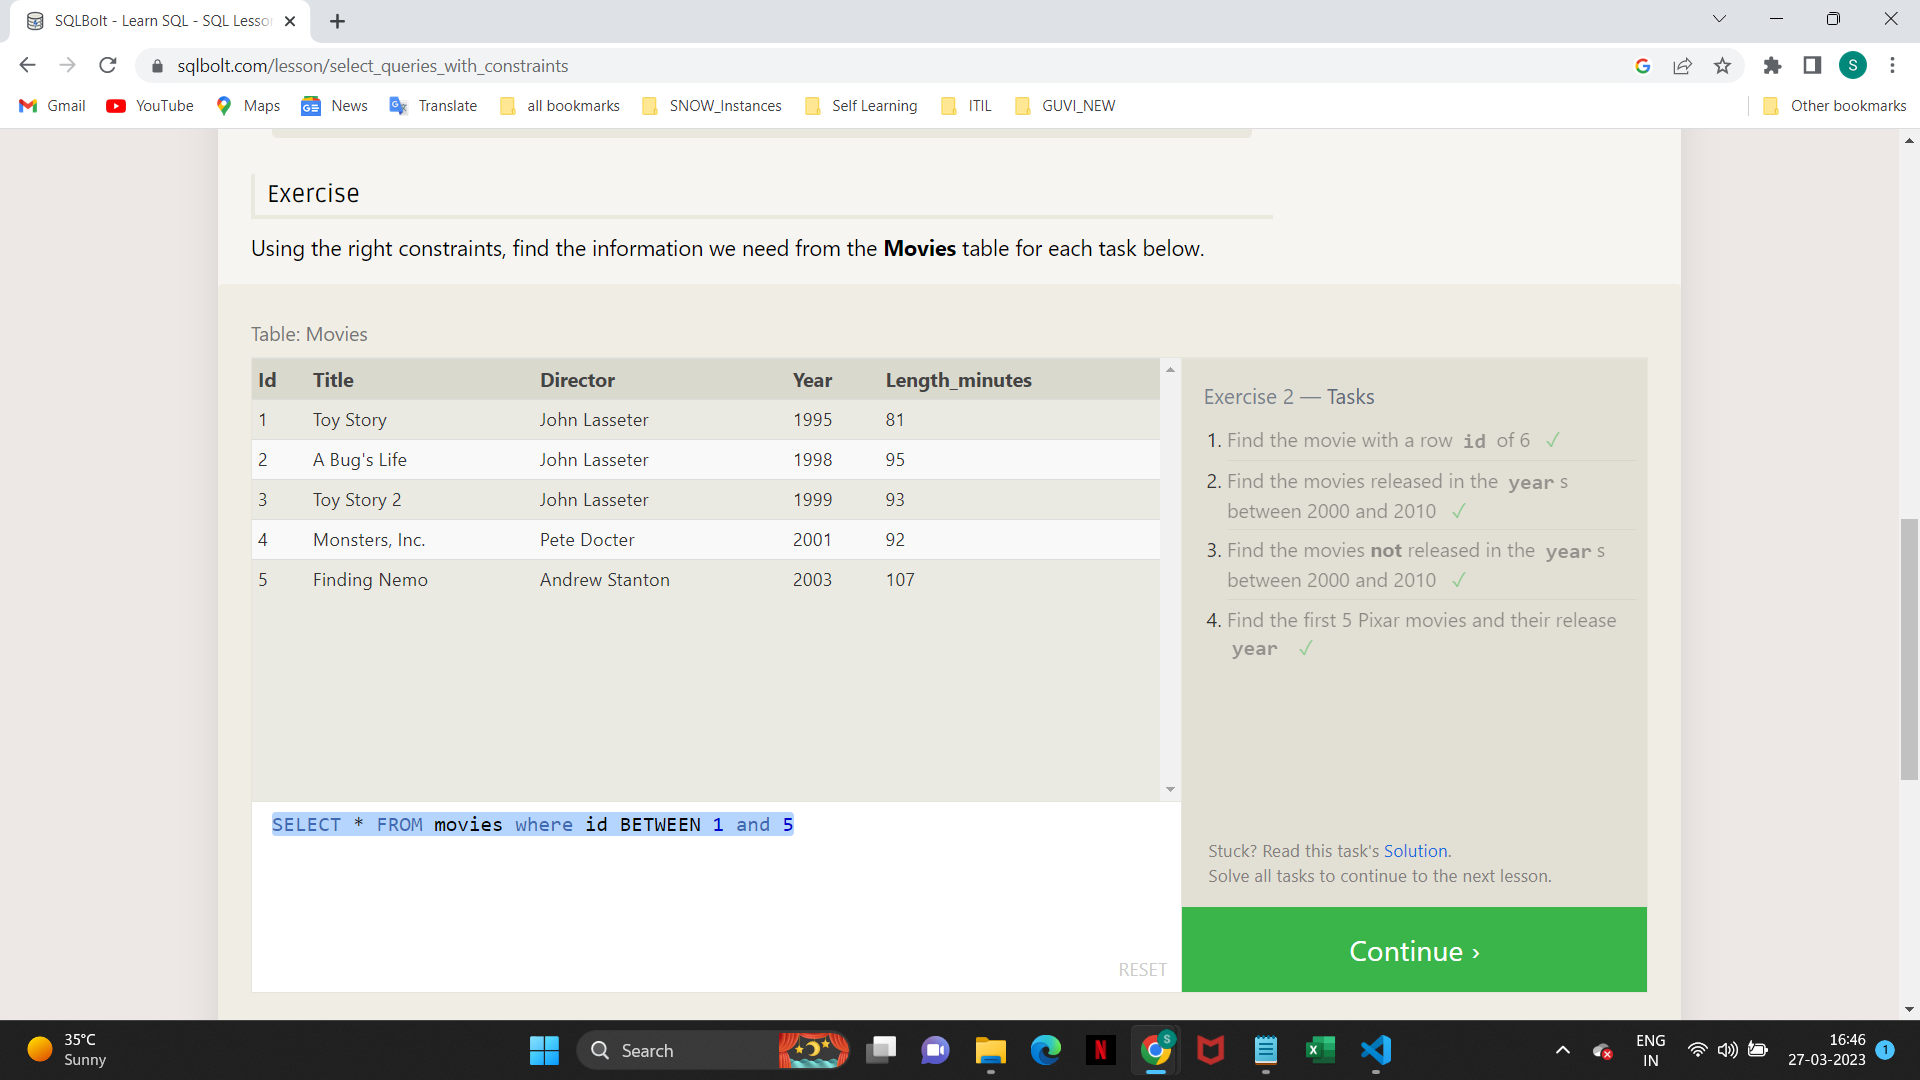 SQLBolt - Learn SQL - SQL Lesson
sqlbolt.com/lesson/select_queries_with_constraints
S
Gmail YouTube Maps News Translate all bookmarks SNOW_Instances Self Learning ITIL GUVI_NEW Other bookmarks
Exercise
Using the right constraints, find the information we need from the Movies table for each task below.
Table: Movies
Id Title Director Year Length_minutes
1 Toy Story John Lasseter 1995 81
2 A Bug's Life John Lasseter 1998 95
3 Toy Story 2 John Lasseter 1999 93
4 Monsters, Inc. Pete Docter 2001 92
5 Finding Nemo Andrew Stanton 2003 107
SELECT * FROM movies where id BETWEEN 1 and 5
RESET
Exercise 2 — Tasks
1. Find the movie with a row id of 6 ✓
2. Find the movies released in the year s
between 2000 and 2010 ✓
3. Find the movies not released in the year s
between 2000 and 2010 ✓
4. Find the first 5 Pixar movies and their release
year ✓
Stuck? Read this task's Solution.
Solve all tasks to continue to the next lesson.
Continue ›
35°C
Sunny
Search
ENG
IN
16:46
27-03-2023
1